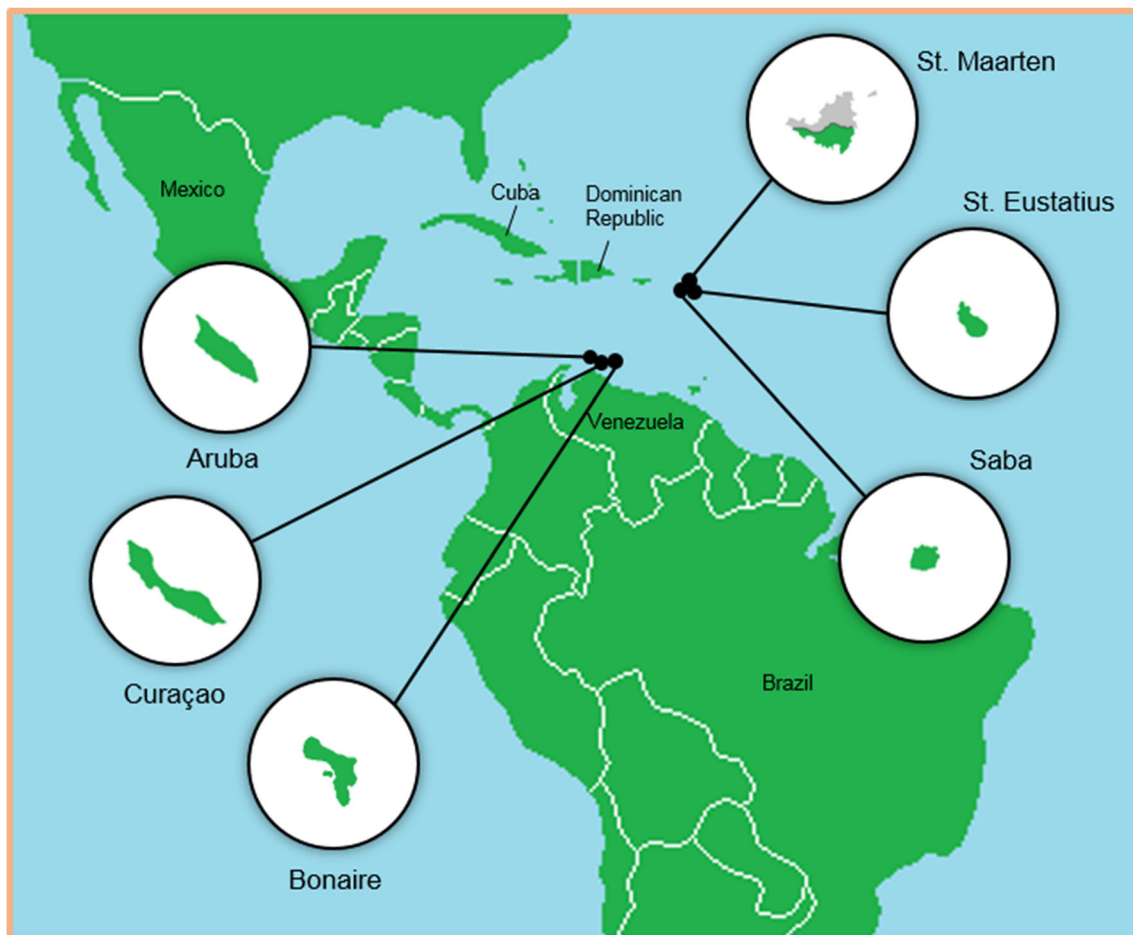 St. Maarten
Mexico
Cuba
Dominican
Republic
St. Eustatius
Aruba
Venezuela
Saba
Curaçao
Brazil
Bonaire